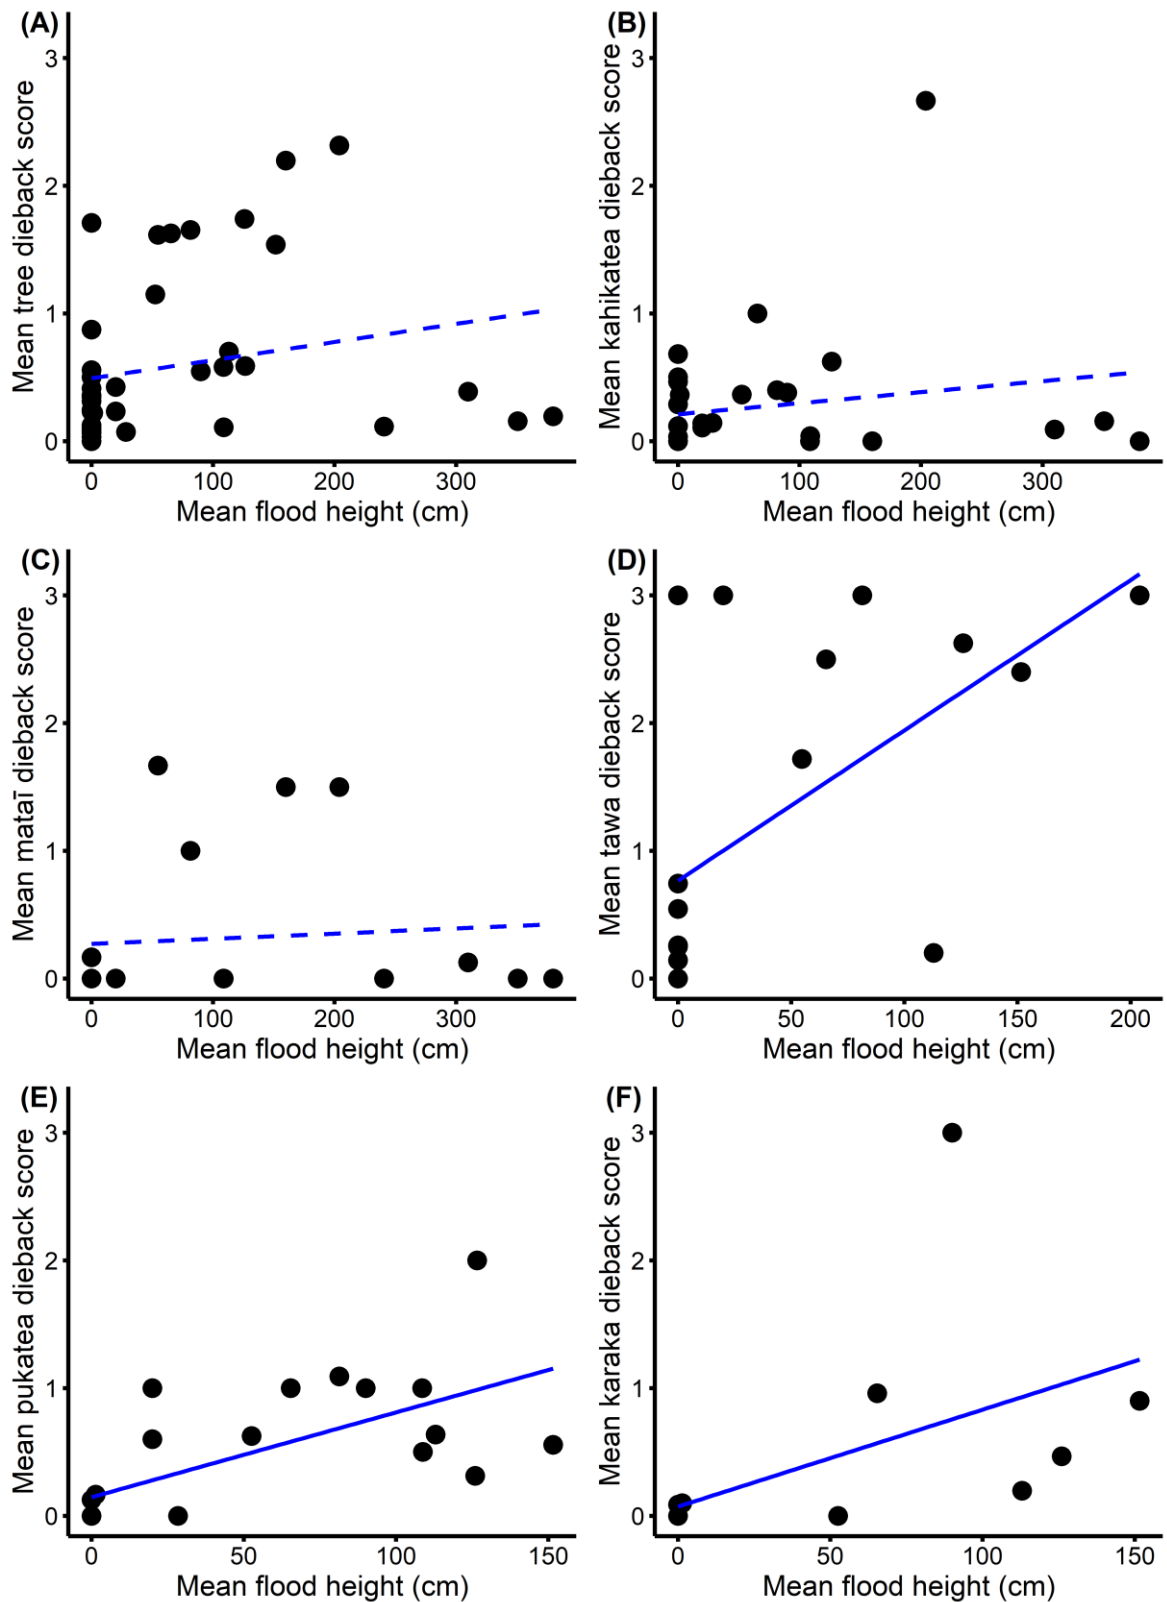 (A)
Mean tree dieback score
3
2
1
0
0 100 200 300
Mean flood height (cm)
(B)
Mean kahikatea dieback score
3
2
1
0
0 100 200 300
Mean flood height (cm)
(C)
Mean mataī dieback score
3
2
1
0
0 100 200 300
Mean flood height (cm)
(D)
Mean tawa dieback score
3
2
1
0
0 50 100 150 200
Mean flood height (cm)
(E)
Mean pukatea dieback score
3
2
1
0
0 50 100 150
Mean flood height (cm)
(F)
Mean karaka dieback score
3
2
1
0
0 50 100 150
Mean flood height (cm)